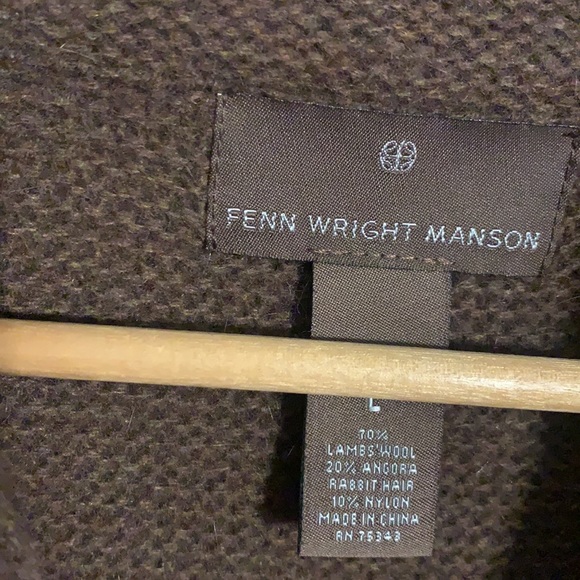 FENN WRIGHT MANSON
L
70%
LAMBS'WOOL
20% ANGORA
RABBIT HAIR
10% NYLON
MADE IN CHINA
RN 75343